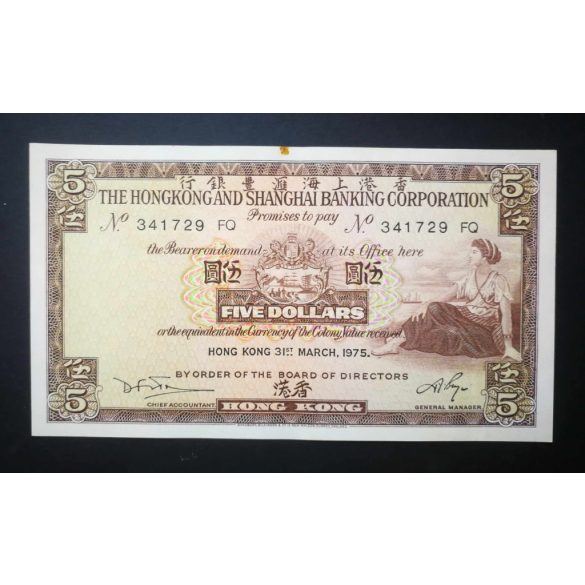 行銀豐滙海上港香
THE HONGKONG AND SHANGHAI BANKING CORPORATION
Promises to pay
Nº 341729 FQ Nº 341729 FQ
the Bearer on demand at its Office here
圓伍 圓伍
FIVE DOLLARS
or the equivalent in the Currency of the Colony Value received.
HONG KONG 31ST MARCH, 1975.
BY ORDER OF THE BOARD OF DIRECTORS
港香
CHIEF ACCOUNTANT HONG KONG GENERAL MANAGER
5 伍
5 伍
伍 5
伍 5